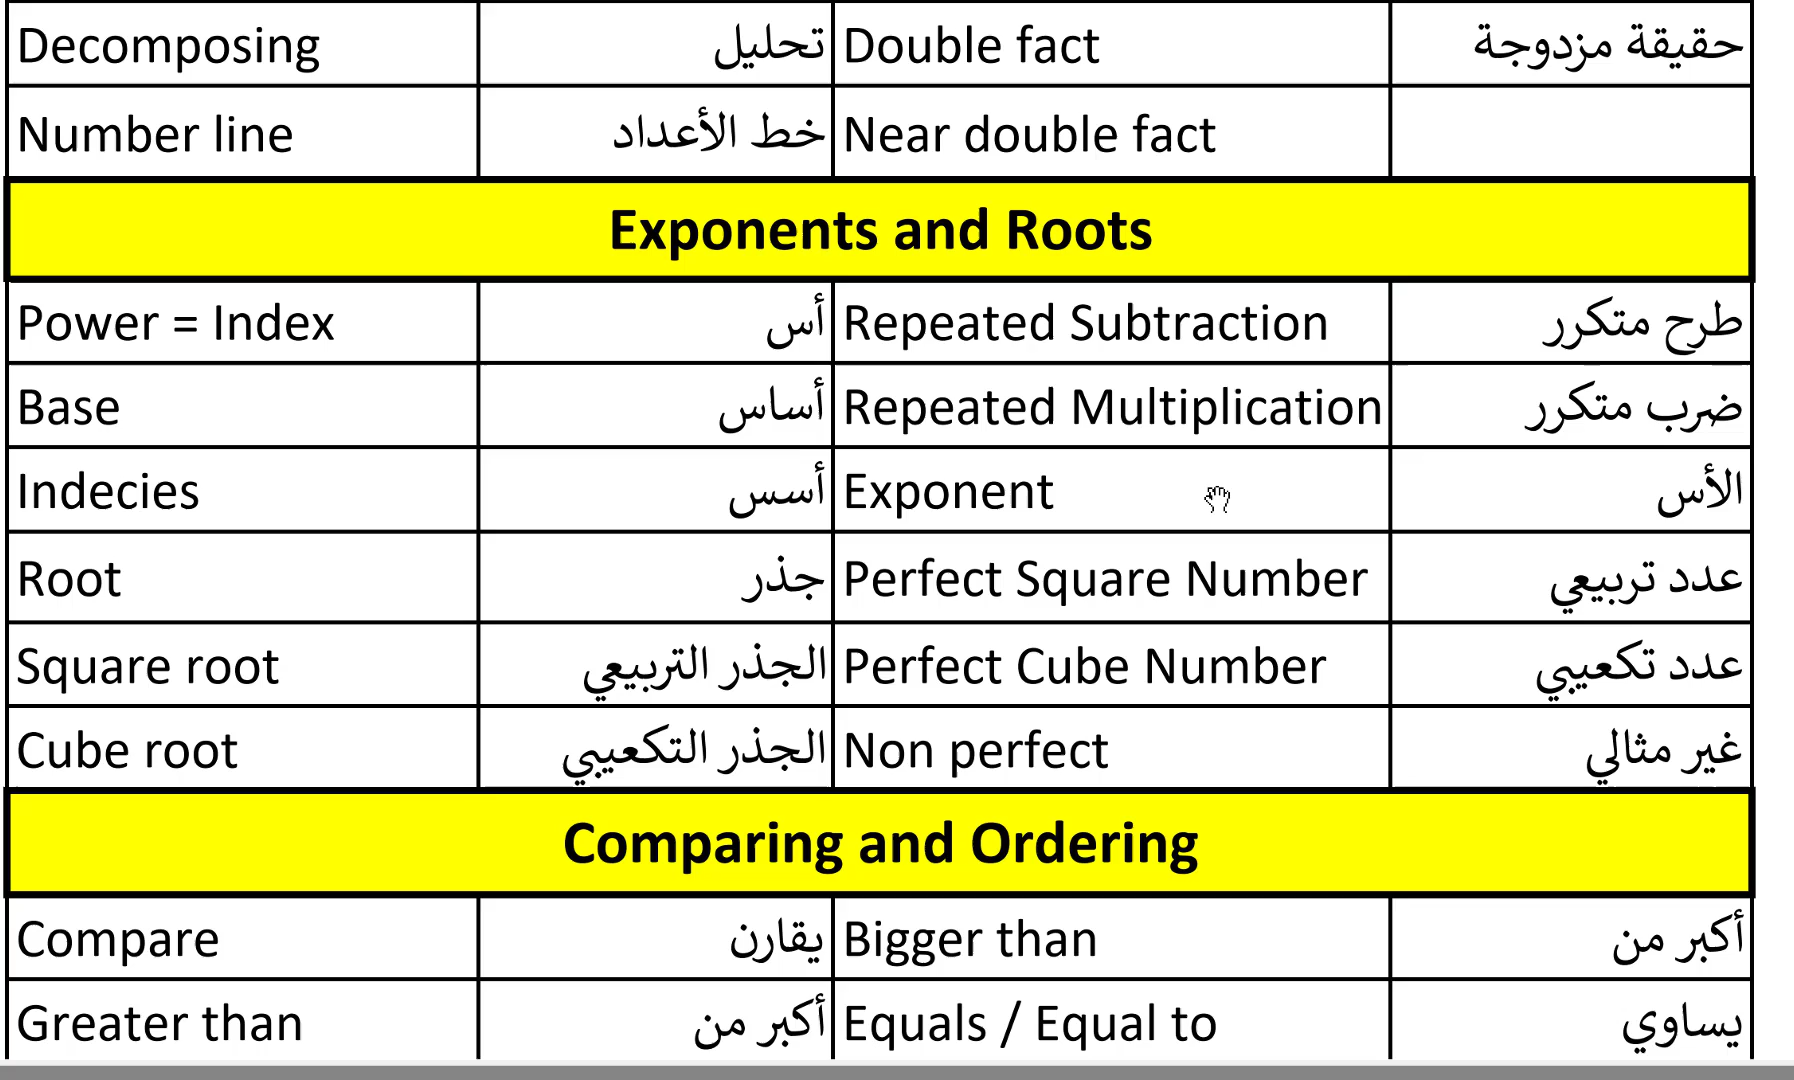 Decomposing تحليل Double fact حقيقة مزدوجة
Number line خط الأعداد Near double fact
Exponents and Roots
Power = Index أس Repeated Subtraction طرح متكرر
Base أساس Repeated Multiplication ضرب متكرر
Indecies أسس Exponent الأس
Root جذر Perfect Square Number عدد تربيعي
Square root الجذر التربيعي Perfect Cube Number عدد تكعيبي
Cube root الجذر التكعيبي Non perfect غير مثالي
Comparing and Ordering
Compare يقارن Bigger than أكبر من
Greater than أكبر من Equals / Equal to يساوي